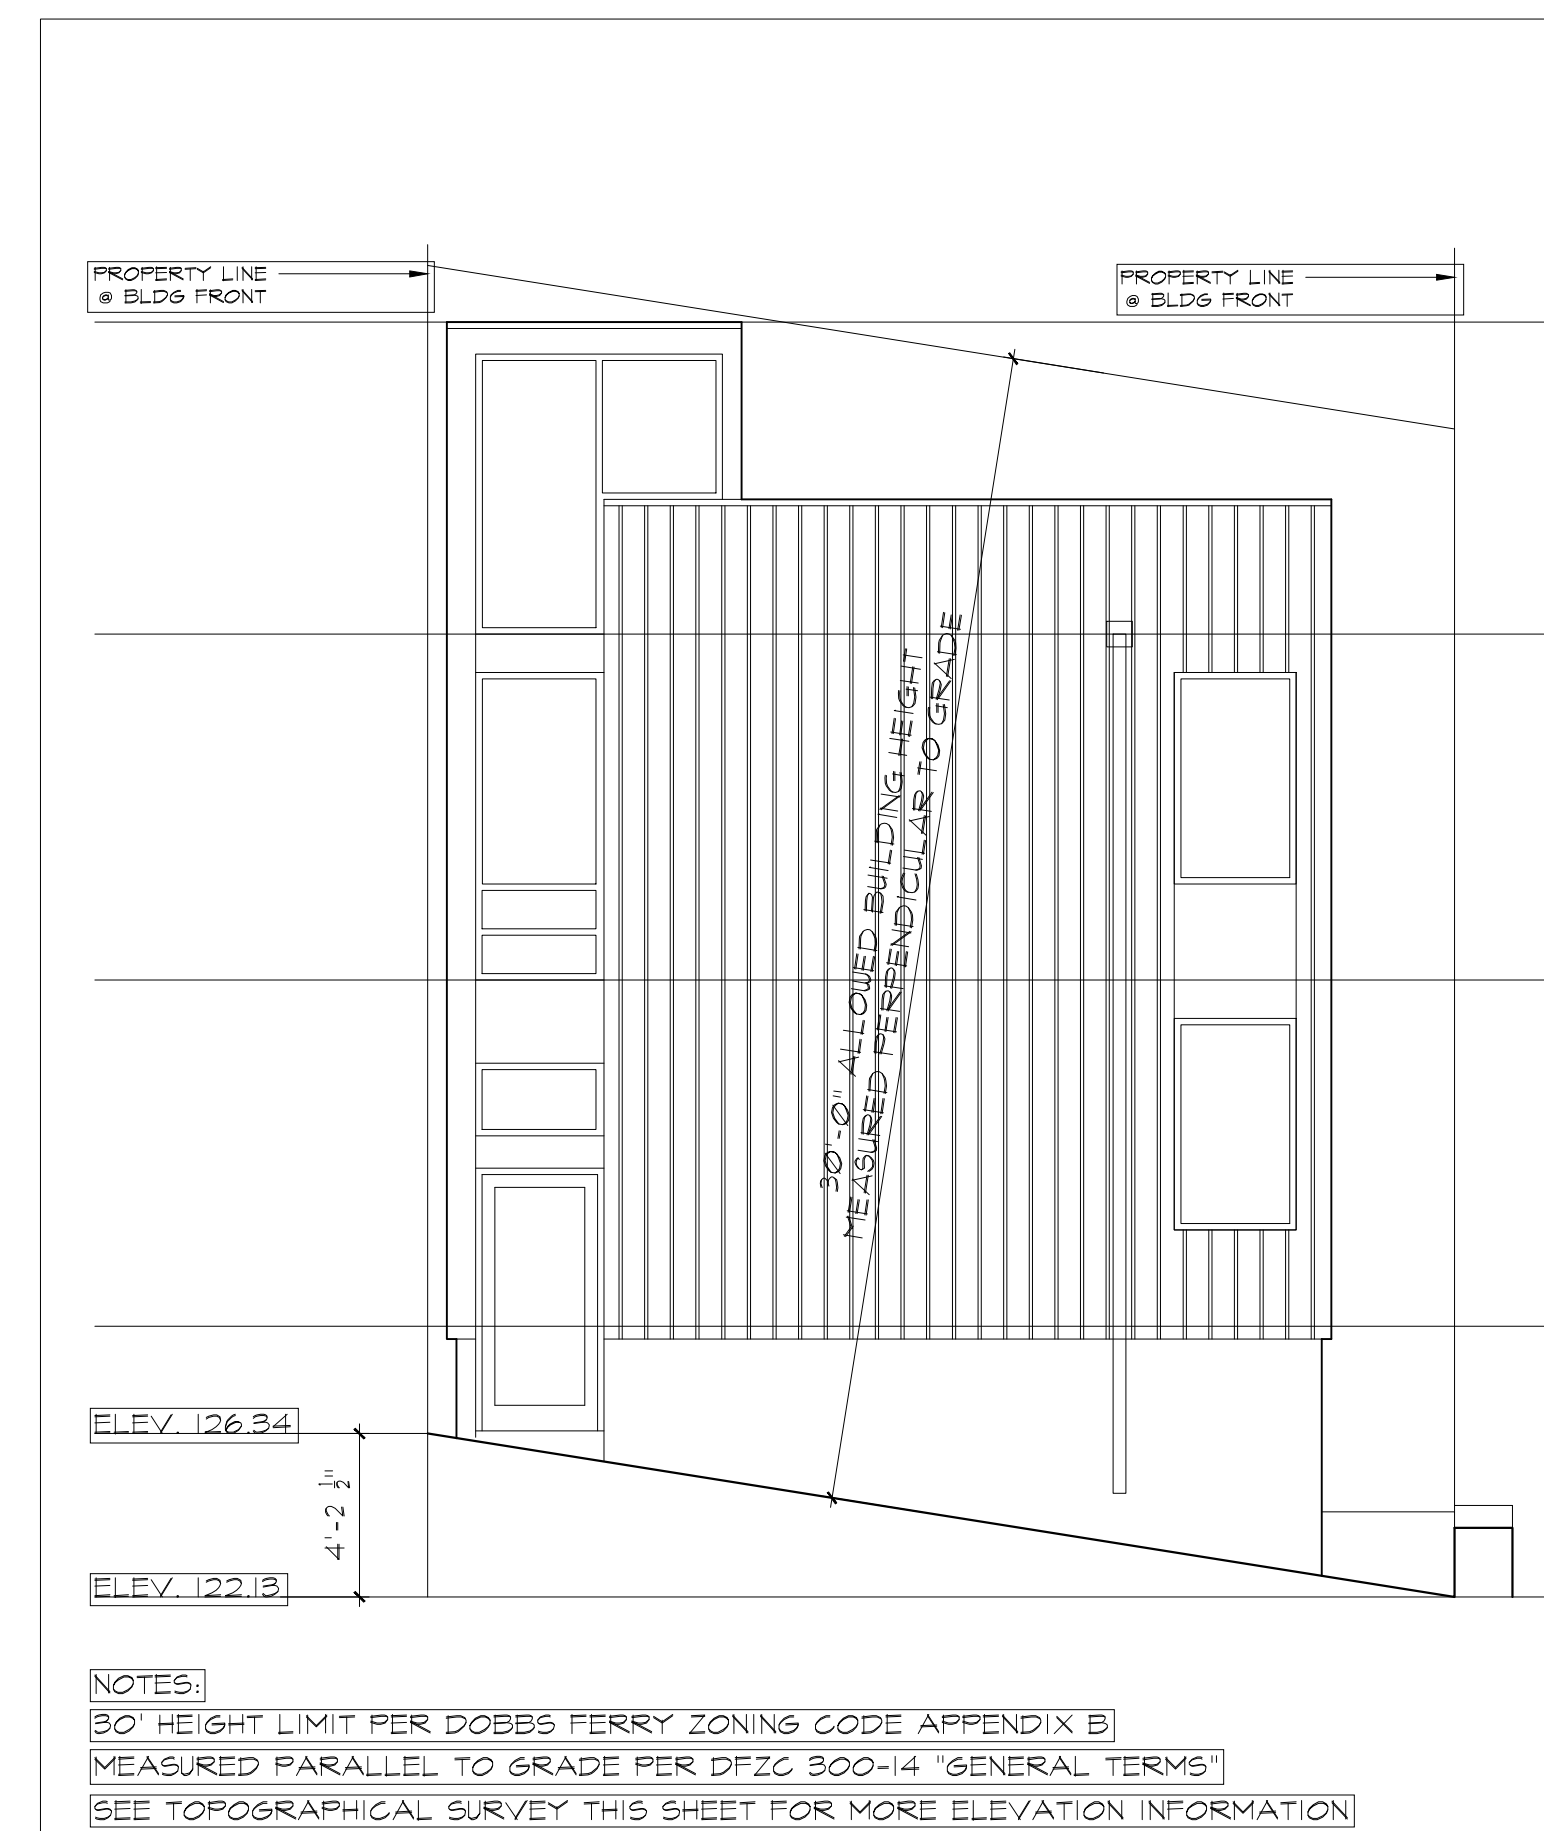 PROPERTY LINE
@ BLDG FRONT
PROPERTY LINE
@ BLDG FRONT
30'-0" ALLOWED BUILDING HEIGHT
MEASURED PERPENDICULAR TO GRADE
ELEV. 126.34
4'-2 1/2"
ELEV. 122.13
NOTES:
30' HEIGHT LIMIT PER DOBBS FERRY ZONING CODE APPENDIX B
MEASURED PARALLEL TO GRADE PER DFZC 300-14 "GENERAL TERMS"
SEE TOPOGRAPHICAL SURVEY THIS SHEET FOR MORE ELEVATION INFORMATION